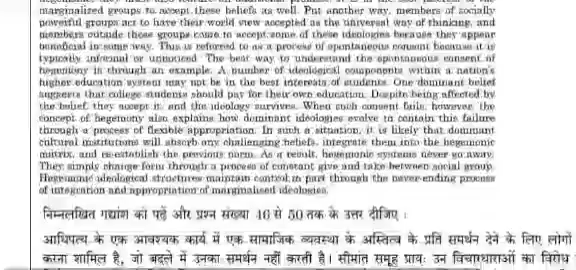 marginalized groups to accept these beliefs as well. Put another way, members of socially
powerful groups act to have their world view accepted as the universal way of thinking, and
members outside those groups come to accept some of these ideologies because they appear
beneficial in some way. This is referred to as a process of spontaneous consent because it is
typically informal or unnoticed. The best way to understand the spontaneous consent of
hegemony is through an example. A number of ideological components within a nation's
higher education system may not be in the best interests of students. One dominant belief
suggests that college students should pay for their own education. Despite being affected by
the belief, they accept it, and the ideology survives. When such consent fails, however, the
concept of hegemony also explains how dominant ideologies evolve to contain this failure
through a process of flexible appropriation. In such a situation, it is likely that dominant
cultural institutions will absorb any challenging beliefs, integrate them into the hegemonic
matrix, and re-establish the previous norm. As a result, hegemonic systems never go away.
They simply change form through a process of constant give and take between social group.
Hegemonic ideological structures maintain control in part through the never-ending process
of integration and appropriation of marginalised ideologies.
निम्नलिखित गद्यांश को पढ़ें और प्रश्न संख्या 46 से 50 तक के उत्तर दीजिए :
आधिपत्य के एक आवश्यक कार्य में एक सामाजिक व्यवस्था के अस्तित्व के प्रति समर्थन देने के लिए लोगों
करना शामिल है, जो बदले में उनका समर्थन नहीं करती है। सीमांत समूह प्रायः उन विचारधाराओं का विरोध